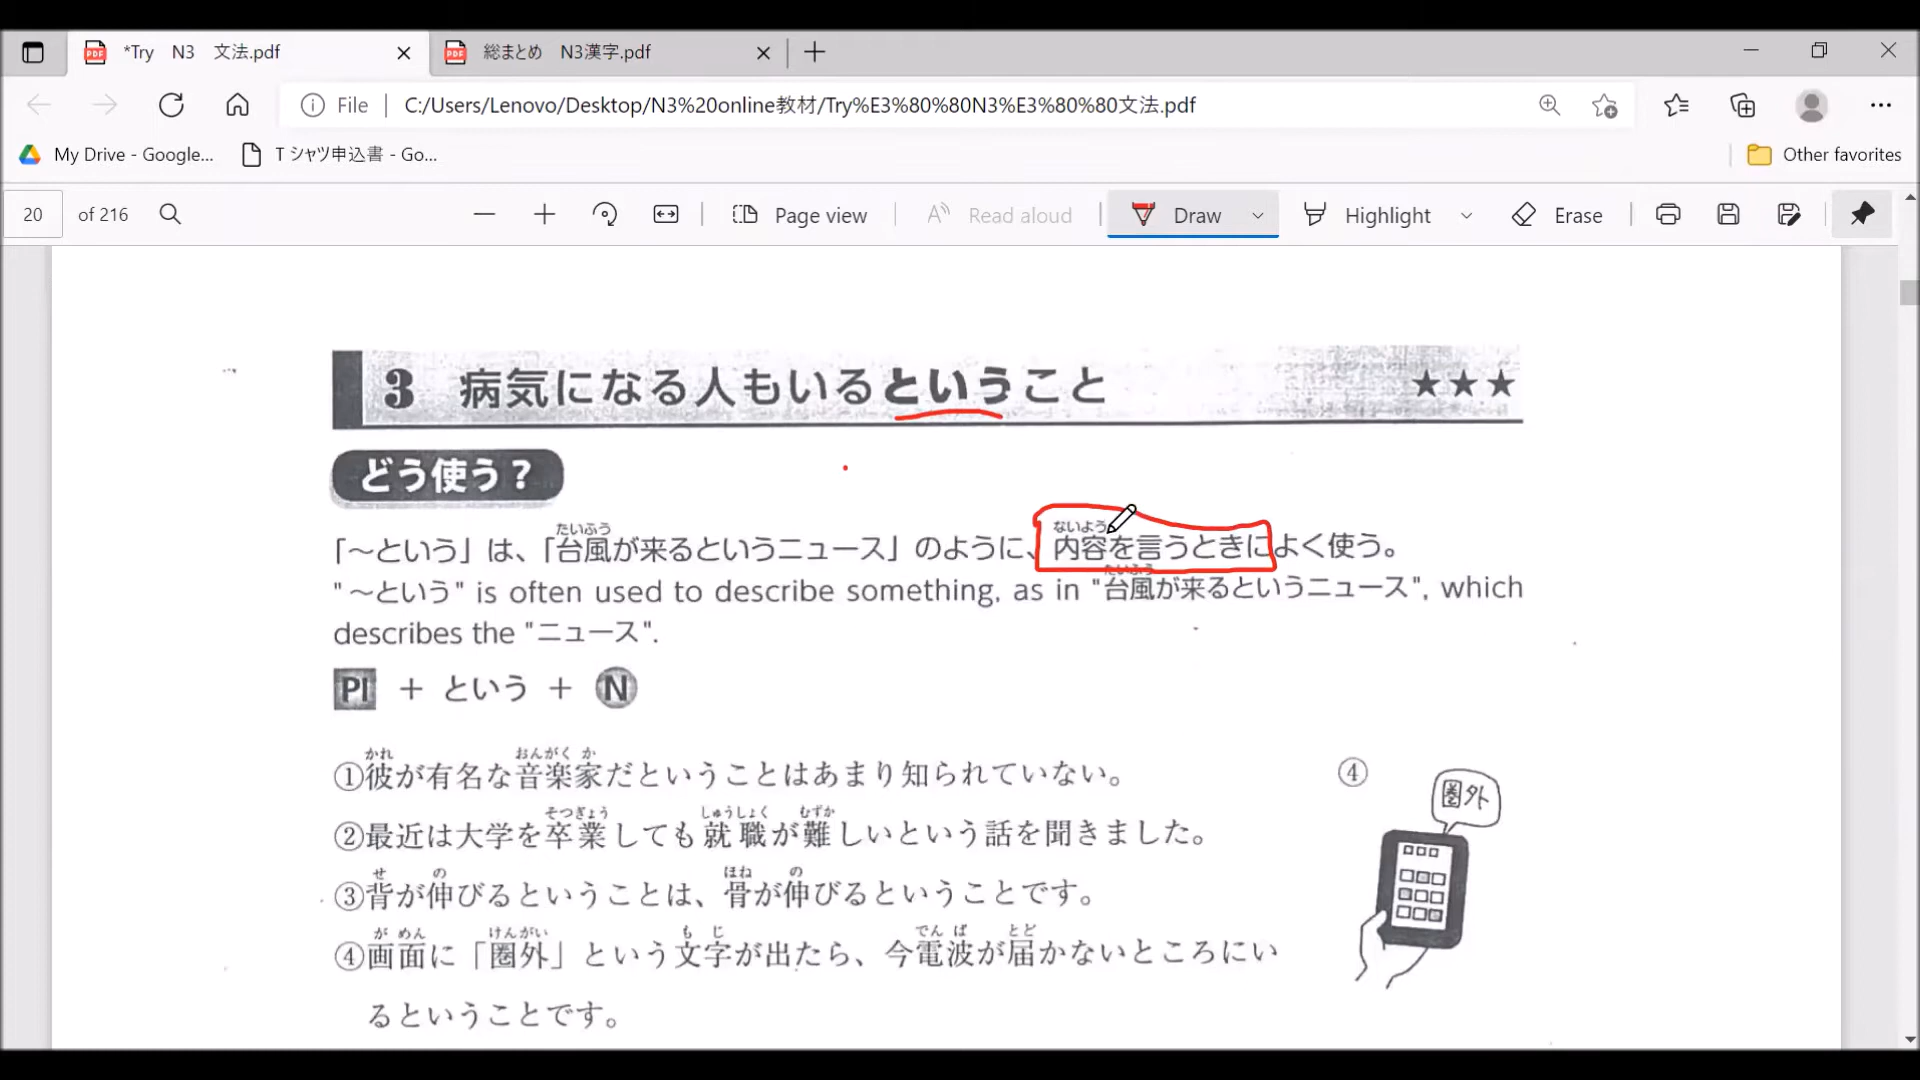 *Try N3 文法.pdf
総まとめ N3漢字.pdf
File
C:/Users/Lenovo/Desktop/N3%20online教材/Try%E3%80%80N3%E3%80%80文法.pdf
My Drive - Google...
Tシャツ申込書 - Go...
Other favorites
20 of 216
Page view
Read aloud
Draw
Highlight
Erase
3 病気になる人もいるということ ★★★
どう使う?
たいふう ないよう
「～という」は、「台風が来るというニュース」のように、内容を言うときによく使う。
たいふう
"～という" is often used to describe something, as in "台風が来るというニュース", which
describes the "ニュース".
PI + という + N
かれ おんがくか
①彼が有名な音楽家だということはあまり知られていない。
そつぎょう しゅうしょく むずか
②最近は大学を卒業しても就職が難しいという話を聞きました。
せ の ほね の
③背が伸びるということは、骨が伸びるということです。
がめん けんがい もじ でんぱ とど
④画面に「圏外」という文字が出たら、今電波が届かないところにい
るということです。
④
圏外